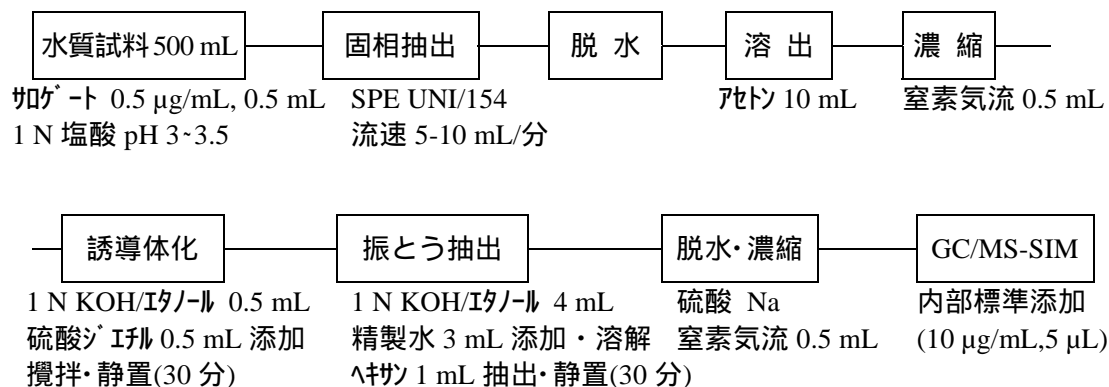 水質試料 500 mL 固相抽出 脱 水 溶 出 濃 縮
ｻﾛｹﾞｰﾄ 0.5 µg/mL, 0.5 mL SPE UNI/154 ｱｾﾄﾝ 10 mL 窒素気流 0.5 mL
1 N 塩酸 pH 3~3.5 流速 5-10 mL/分
誘導体化 振とう抽出 脱水･濃縮 GC/MS-SIM
1 N KOH/ｴﾀﾉｰﾙ 0.5 mL 1 N KOH/ｴﾀﾉｰﾙ 4 mL 硫酸 Na 内部標準添加
硫酸ｼﾞｴﾁﾙ 0.5 mL 添加 精製水 3 mL 添加・溶解 窒素気流 0.5 mL (10 µg/mL,5 µL)
攪拌･静置(30 分) ﾍｷｻﾝ 1 mL 抽出･静置(30 分)